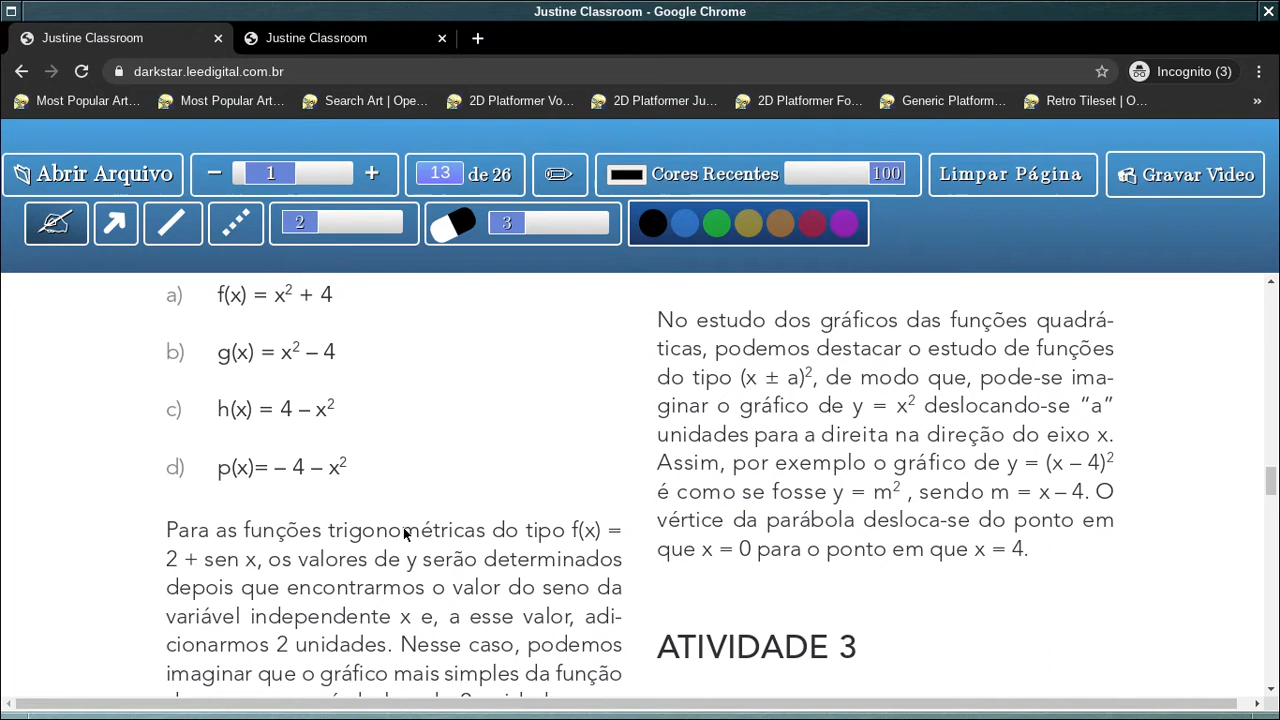 Justine Classroom - Google Chrome
Justine Classroom
Justine Classroom
darkstar.leedigital.com.br
Incognito (3)
Most Popular Art…
Most Popular Art…
Search Art | Ope…
2D Platformer Vo…
2D Platformer Ju…
2D Platformer Fo…
Generic Platform…
Retro Tileset | O…
Abrir Arquivo
1
13 de 26
Cores Recentes
100
Limpar Página
Gravar Video
2
3
a) f(x) = x² + 4
b) g(x) = x² – 4
c) h(x) = 4 – x²
d) p(x)= – 4 – x²
Para as funções trigonométricas do tipo f(x) =
2 + sen x, os valores de y serão determinados
depois que encontrarmos o valor do seno da
variável independente x e, a esse valor, adi-
cionarmos 2 unidades. Nesse caso, podemos
imaginar que o gráfico mais simples da função
No estudo dos gráficos das funções quadrá-
ticas, podemos destacar o estudo de funções
do tipo (x ± a)², de modo que, pode-se ima-
ginar o gráfico de y = x² deslocando-se “a”
unidades para a direita na direção do eixo x.
Assim, por exemplo o gráfico de y = (x – 4)²
é como se fosse y = m² , sendo m = x – 4. O
vértice da parábola desloca-se do ponto em
que x = 0 para o ponto em que x = 4.
ATIVIDADE 3